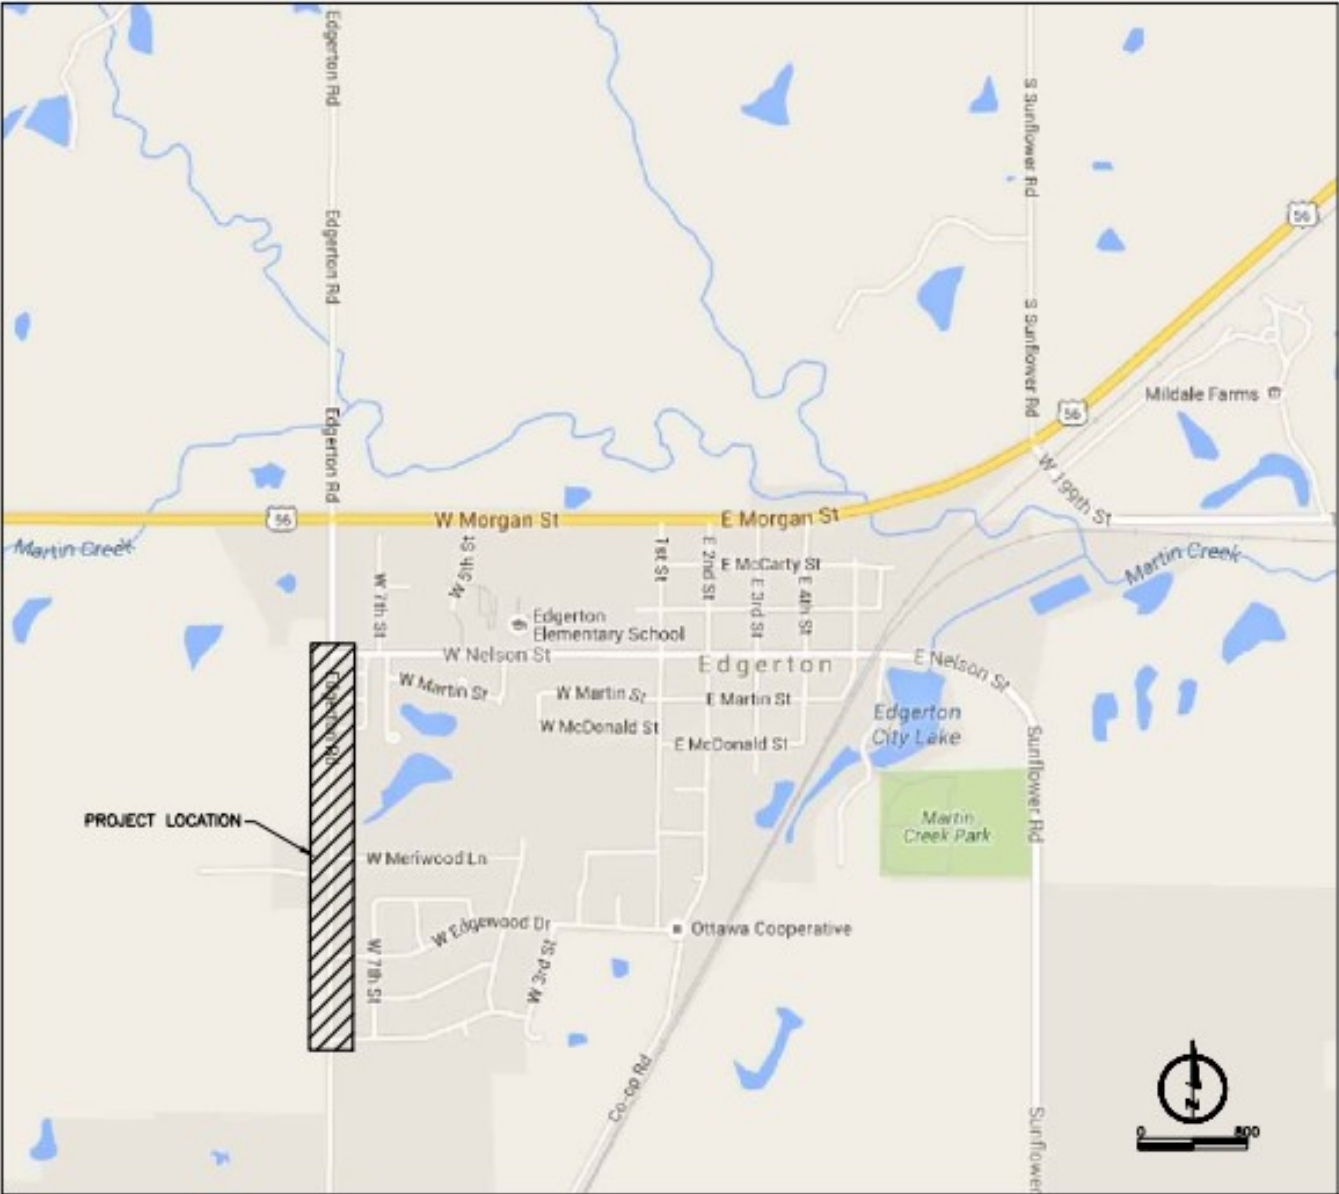 Edgerton Rd
S Sunflower Rd
56
Edgerton Rd
S Sunflower Rd
Mildale Farms
56
Edgerton Rd
W 199th St
56
W Morgan St
E Morgan St
Martin Creek
Martin Creek
1st St
E 2nd St
E McCarty St
W 7th St
W 5th St
E 3rd St
E 4th St
Edgerton
Elementary School
W Nelson St
Edgerton
E Nelson St
Edgerton Rd
W Martin St
W Martin St
E Martin St
Edgerton
City Lake
W McDonald St
E McDonald St
Sunflower Rd
PROJECT LOCATION
Martin
Creek Park
W Meriwood Ln
W Edgewood Dr
Ottawa Cooperative
W 7th St
W 3rd St
Co-op Rd
N
0 800
Sunflower